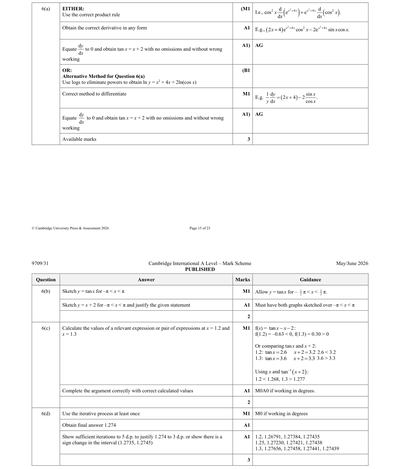 6(a) EITHER: Use the correct product rule (M1 I.e., cos² x d/dx (e^(x²+4x)) + e^(x²+4x) d/dx (cos² x).
Obtain the correct derivative in any form A1 E.g., (2x+4)e^(x²+4x) cos² x − 2e^(x²+4x) sin x cos x.
Equate dy/dx to 0 and obtain tan x = x + 2 with no omissions and without wrong working A1) AG
OR:
Alternative Method for Question 6(a)
Use logs to eliminate powers to obtain ln y = x² + 4x + 2ln(cos x) (B1
Correct method to differentiate M1 E.g. 1/y dy/dx = (2x+4) − 2 sin x/cos x.
Equate dy/dx to 0 and obtain tan x = x + 2 with no omissions and without wrong working A1) AG
Available marks 3
© Cambridge University Press & Assessment 2026 Page 15 of 21
9709/31 Cambridge International A Level – Mark Scheme May/June 2026
PUBLISHED
Question Answer Marks Guidance
6(b) Sketch y = tan x for –π < x < π M1 Allow y = tan x for – ½ π < x < ½ π.
Sketch y = x + 2 for –π < x < π and justify the given statement A1 Must have both graphs sketched over –π < x < π
2
6(c) Calculate the values of a relevant expression or pair of expressions at x = 1.2 and x = 1.3 M1 f(x) = tan x – x – 2:
f(1.2) = –0.63 < 0, f(1.3) = 0.30 > 0
Or comparing tan x and x + 2:
1.2: tan x = 2.6 x + 2 = 3.2 2.6 < 3.2
1.3: tan x = 3.6 x + 2 = 3.3 3.6 > 3.3
Using x and tan⁻¹ (x + 2):
1.2 = 1.268, 1.3 > 1.277
Complete the argument correctly with correct calculated values A1 M0A0 if working in degrees.
2
6(d) Use the iterative process at least once M1 M0 if working in degrees
Obtain final answer 1.274 A1
Show sufficient iterations to 5 d.p. to justify 1.274 to 3 d.p. or show there is a sign change in the interval (1.2735, 1.2745) A1 1.2, 1.26791, 1.27384, 1.27435
1.25, 1.27230, 1.27421, 1.27438
1.3, 1.27656, 1.27458, 1.27441, 1.27439
3